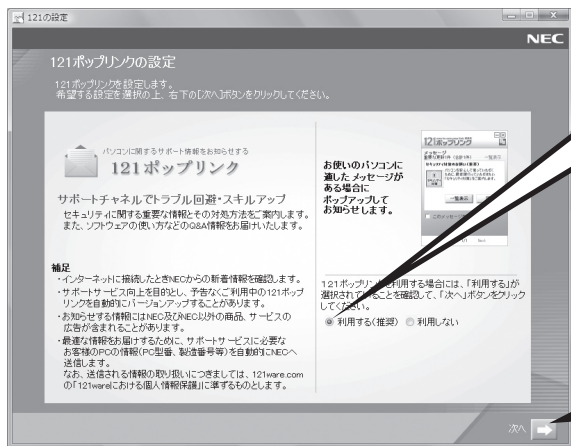 121の設定
NEC
121ポップリンクの設定
121ポップリンクを設定します。
希望する設定を選択の上、右下の[次へ]ボタンをクリックしてください。
パソコンに関するサポート情報をお知らせする
121ポップリンク
サポートチャネルでトラブル回避・スキルアップ
セキュリティに関する重要な情報とその対処方法をご案内します。
また、ソフトウェアの使い方などのQ&A情報をお届けいたします。
補足
・インターネットに接続したときNECからの新着情報を確認します。
・サポートサービス向上を目的とし、予告なくご利用中の121ポップ
リンクを自動的にバージョンアップすることがあります。
・お知らせする情報にはNEC及びNEC以外の商品、サービスの
広告が含まれることがあります。
・最適な情報をお届けするために、サポートサービスに必要な
お客様のPCの情報(PC型番、製造番号等)を自動的にNECへ
送信します。
なお、送信される情報の取り扱いにつきましては、121ware.com
の「121wareにおける個人情報保護」に準ずるものとします。
お使いのパソコンに
適した メッセージが
ある場合に
ポップアップして
お知らせします。
121ポップリンク
メッセージ
一覧表示
121ポップリンクを利用する場合には、「利用する」が
選択されていることを確認して、「次へ」ボタンをクリック
してください。
利用する(推奨) 利用しない
次へ